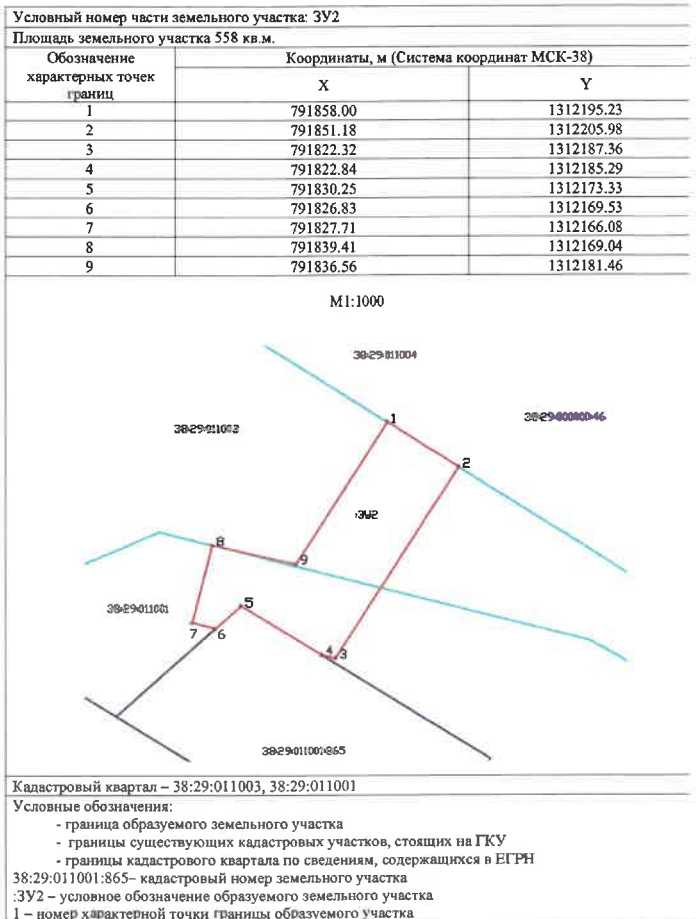 Условный номер части земельного участка: ЗУ2
Площадь земельного участка 558 кв.м.
Обозначение характерных точек границ
Координаты, м (Система координат МСК-38)
X Y
1 791858.00 1312195.23
2 791851.18 1312205.98
3 791822.32 1312187.36
4 791822.84 1312185.29
5 791830.25 1312173.33
6 791826.83 1312169.53
7 791827.71 1312166.08
8 791839.41 1312169.04
9 791836.56 1312181.46
М1:1000
38:29:011004
1
38:29:011003
38:29:000000:46
2
:ЗУ2
8
9
38:29:011001
5
7 6
4 3
38:29:011001:865
Кадастровый квартал – 38:29:011003, 38:29:011001
Условные обозначения:
- граница образуемого земельного участка
- границы существующих кадастровых участков, стоящих на ГКУ
- границы кадастрового квартала по сведениям, содержащихся в ЕГРН
38:29:011001:865– кадастровый номер земельного участка
:ЗУ2 – условное обозначение образуемого земельного участка
1 – номер характерной точки границы образуемого участка